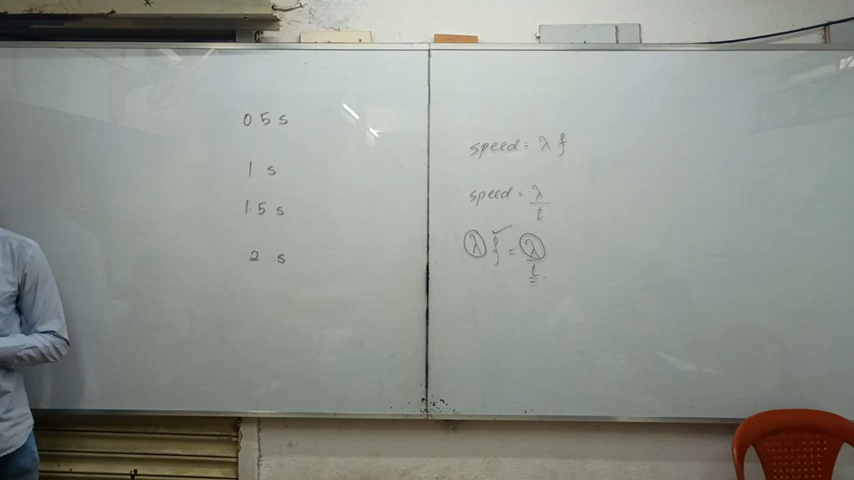 0.5 s
1 s
1.5 s
2 s
speed = λ f
speed = λ/t
λ f = λ/t